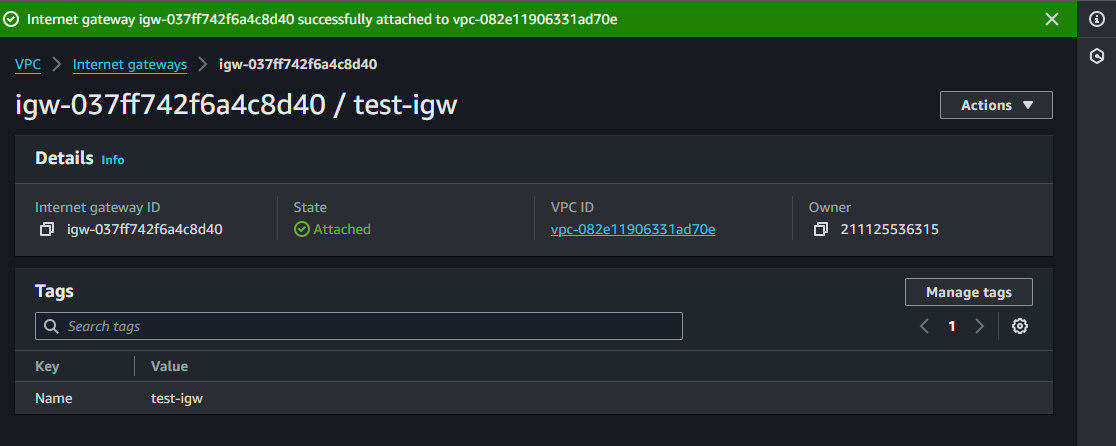 Internet gateway igw-037ff742f6a4c8d40 successfully attached to vpc-082e11906331ad70e
VPC > Internet gateways > igw-037ff742f6a4c8d40
igw-037ff742f6a4c8d40 / test-igw
Actions
Details Info
Internet gateway ID
igw-037ff742f6a4c8d40
State
Attached
VPC ID
vpc-082e11906331ad70e
Owner
211125536315
Tags
Manage tags
Search tags
1
Key Value
Name test-igw